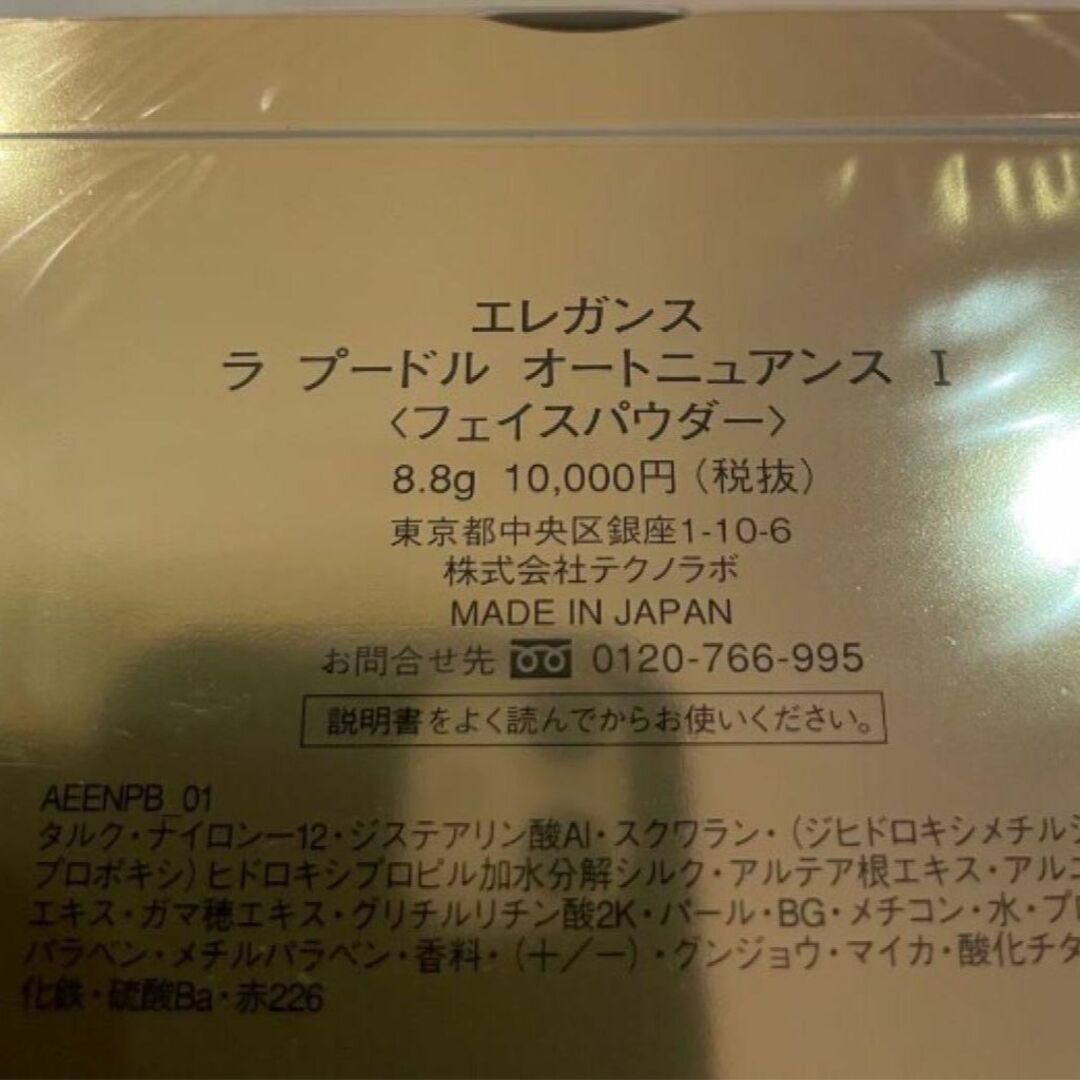 エレガンス
ラ プードル オートニュアンス Ⅰ
〈フェイスパウダー〉
8.8g 10,000円（税抜）
東京都中央区銀座1-10-6
株式会社テクノラボ
MADE IN JAPAN
お問合せ先 0120-766-995
説明書をよく読んでからお使いください。
AEENPB_01
タルク・ナイロンー12・ジステアリン酸Al・スクワラン・（ジヒドロキシメチルシ
プロポキシ）ヒドロキシプロピル加水分解シルク・アルテア根エキス・アルニ
エキス・ガマ穂エキス・グリチルリチン酸2K・パール・BG・メチコン・水・プロ
パラベン・メチルパラベン・香料・（＋／ー）・グンジョウ・マイカ・酸化チタ
化鉄・硫酸Ba・赤226